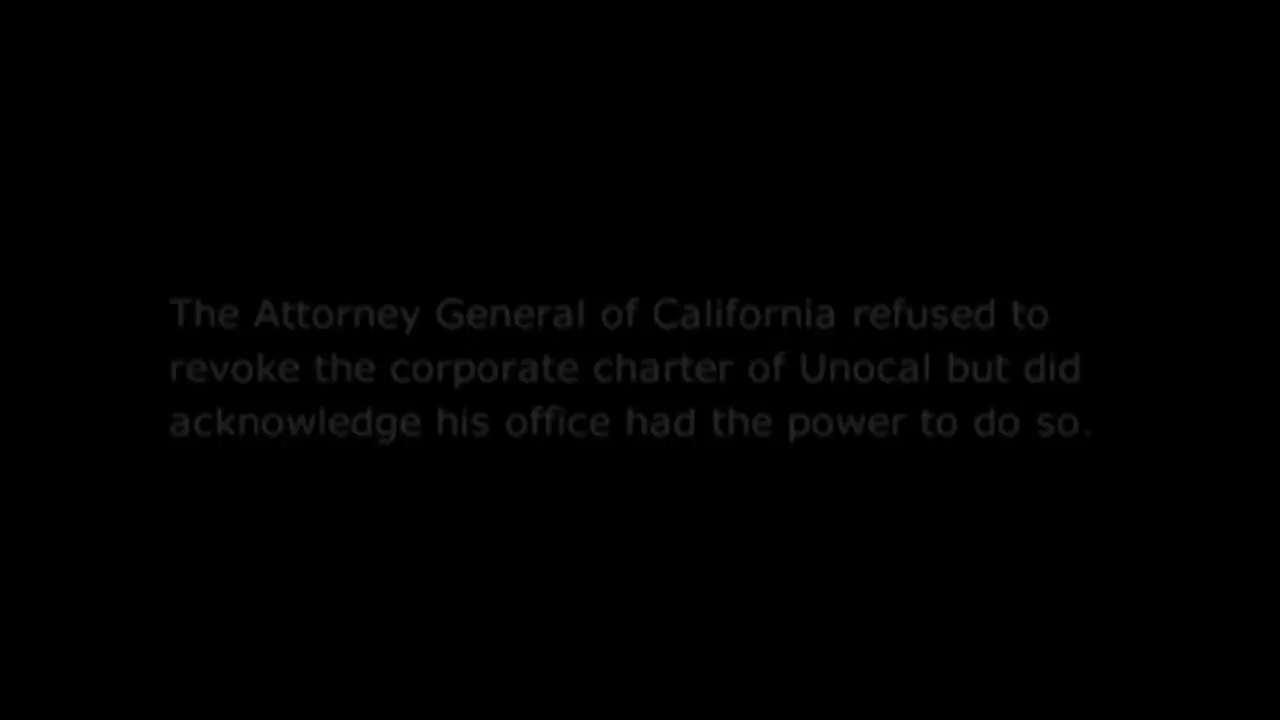 The Attorney General of California refused to
revoke the corporate charter of Unocal but did
acknowledge his office had the power to do so.